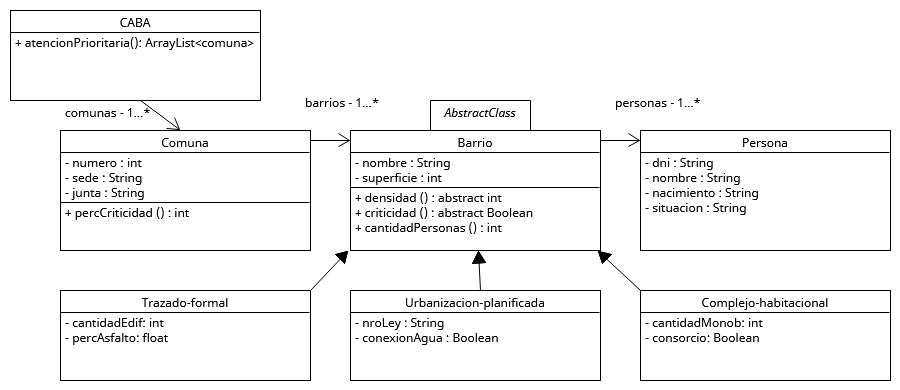 CABA
+ atencionPrioritaria(): ArrayList<comuna>
comunas - 1...*
barrios - 1...*
AbstractClass
personas - 1...*
Comuna
- numero : int
- sede : String
- junta : String
+ percCriticidad () : int
Barrio
- nombre : String
- superficie : int
+ densidad () : abstract int
+ criticidad () : abstract Boolean
+ cantidadPersonas () : int
Persona
- dni : String
- nombre : String
- nacimiento : String
- situacion : String
Trazado-formal
- cantidadEdif: int
- percAsfalto: float
Urbanizacion-planificada
- nroLey : String
- conexionAgua : Boolean
Complejo-habitacional
- cantidadMonob: int
- consorcio: Boolean